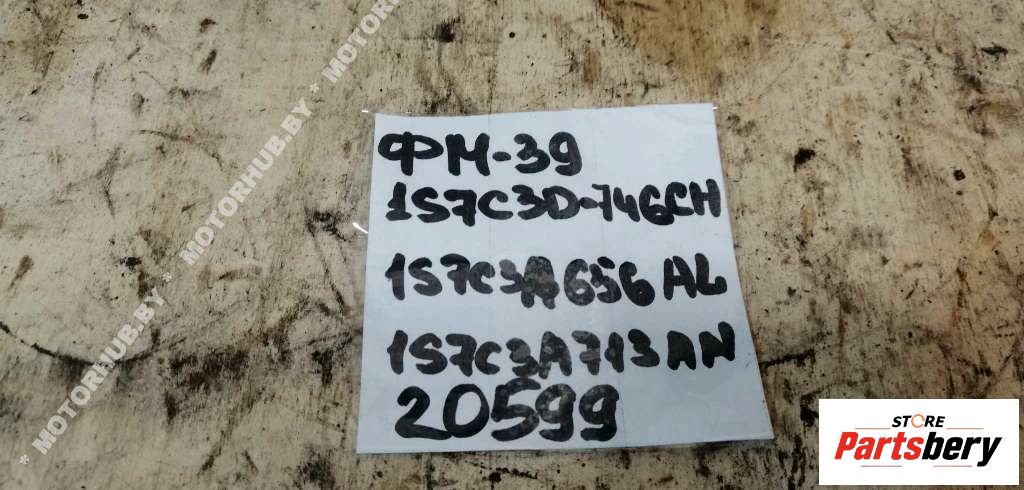 ФМ-39
1S7C3D-746CH
1S7C3A656AL
1S7C3A713AN
20599
* MOTORHUB.BY * MOTORHUB.BY * MOTORHUB.BY
STORE
Partsbery